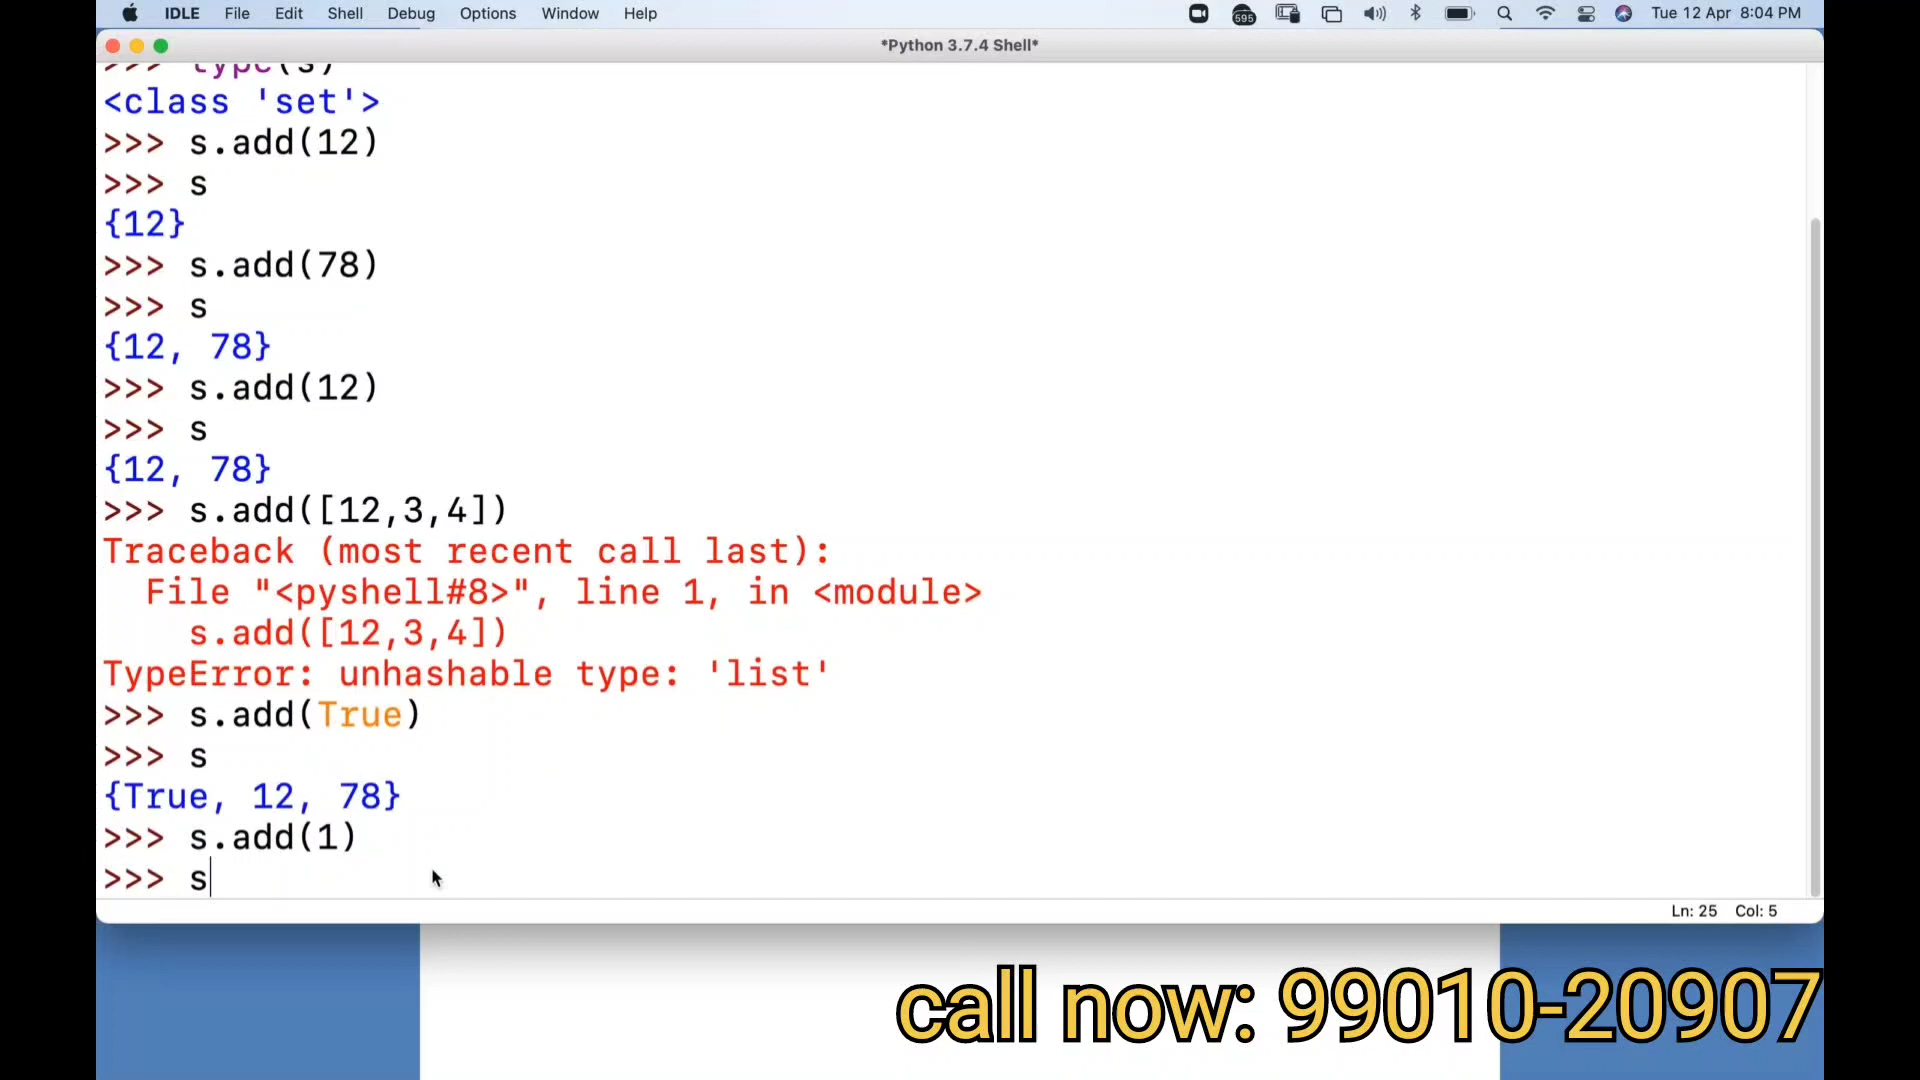 IDLE File Edit Shell Debug Options Window Help 595 Tue 12 Apr 8:04 PM
*Python 3.7.4 Shell*
>>> type(s)
<class 'set'>
>>> s.add(12)
>>> s
{12}
>>> s.add(78)
>>> s
{12, 78}
>>> s.add(12)
>>> s
{12, 78}
>>> s.add([12,3,4])
Traceback (most recent call last):
  File "<pyshell#8>", line 1, in <module>
    s.add([12,3,4])
TypeError: unhashable type: 'list'
>>> s.add(True)
>>> s
{True, 12, 78}
>>> s.add(1)
>>> s
Ln: 25 Col: 5
call now: 99010-20907